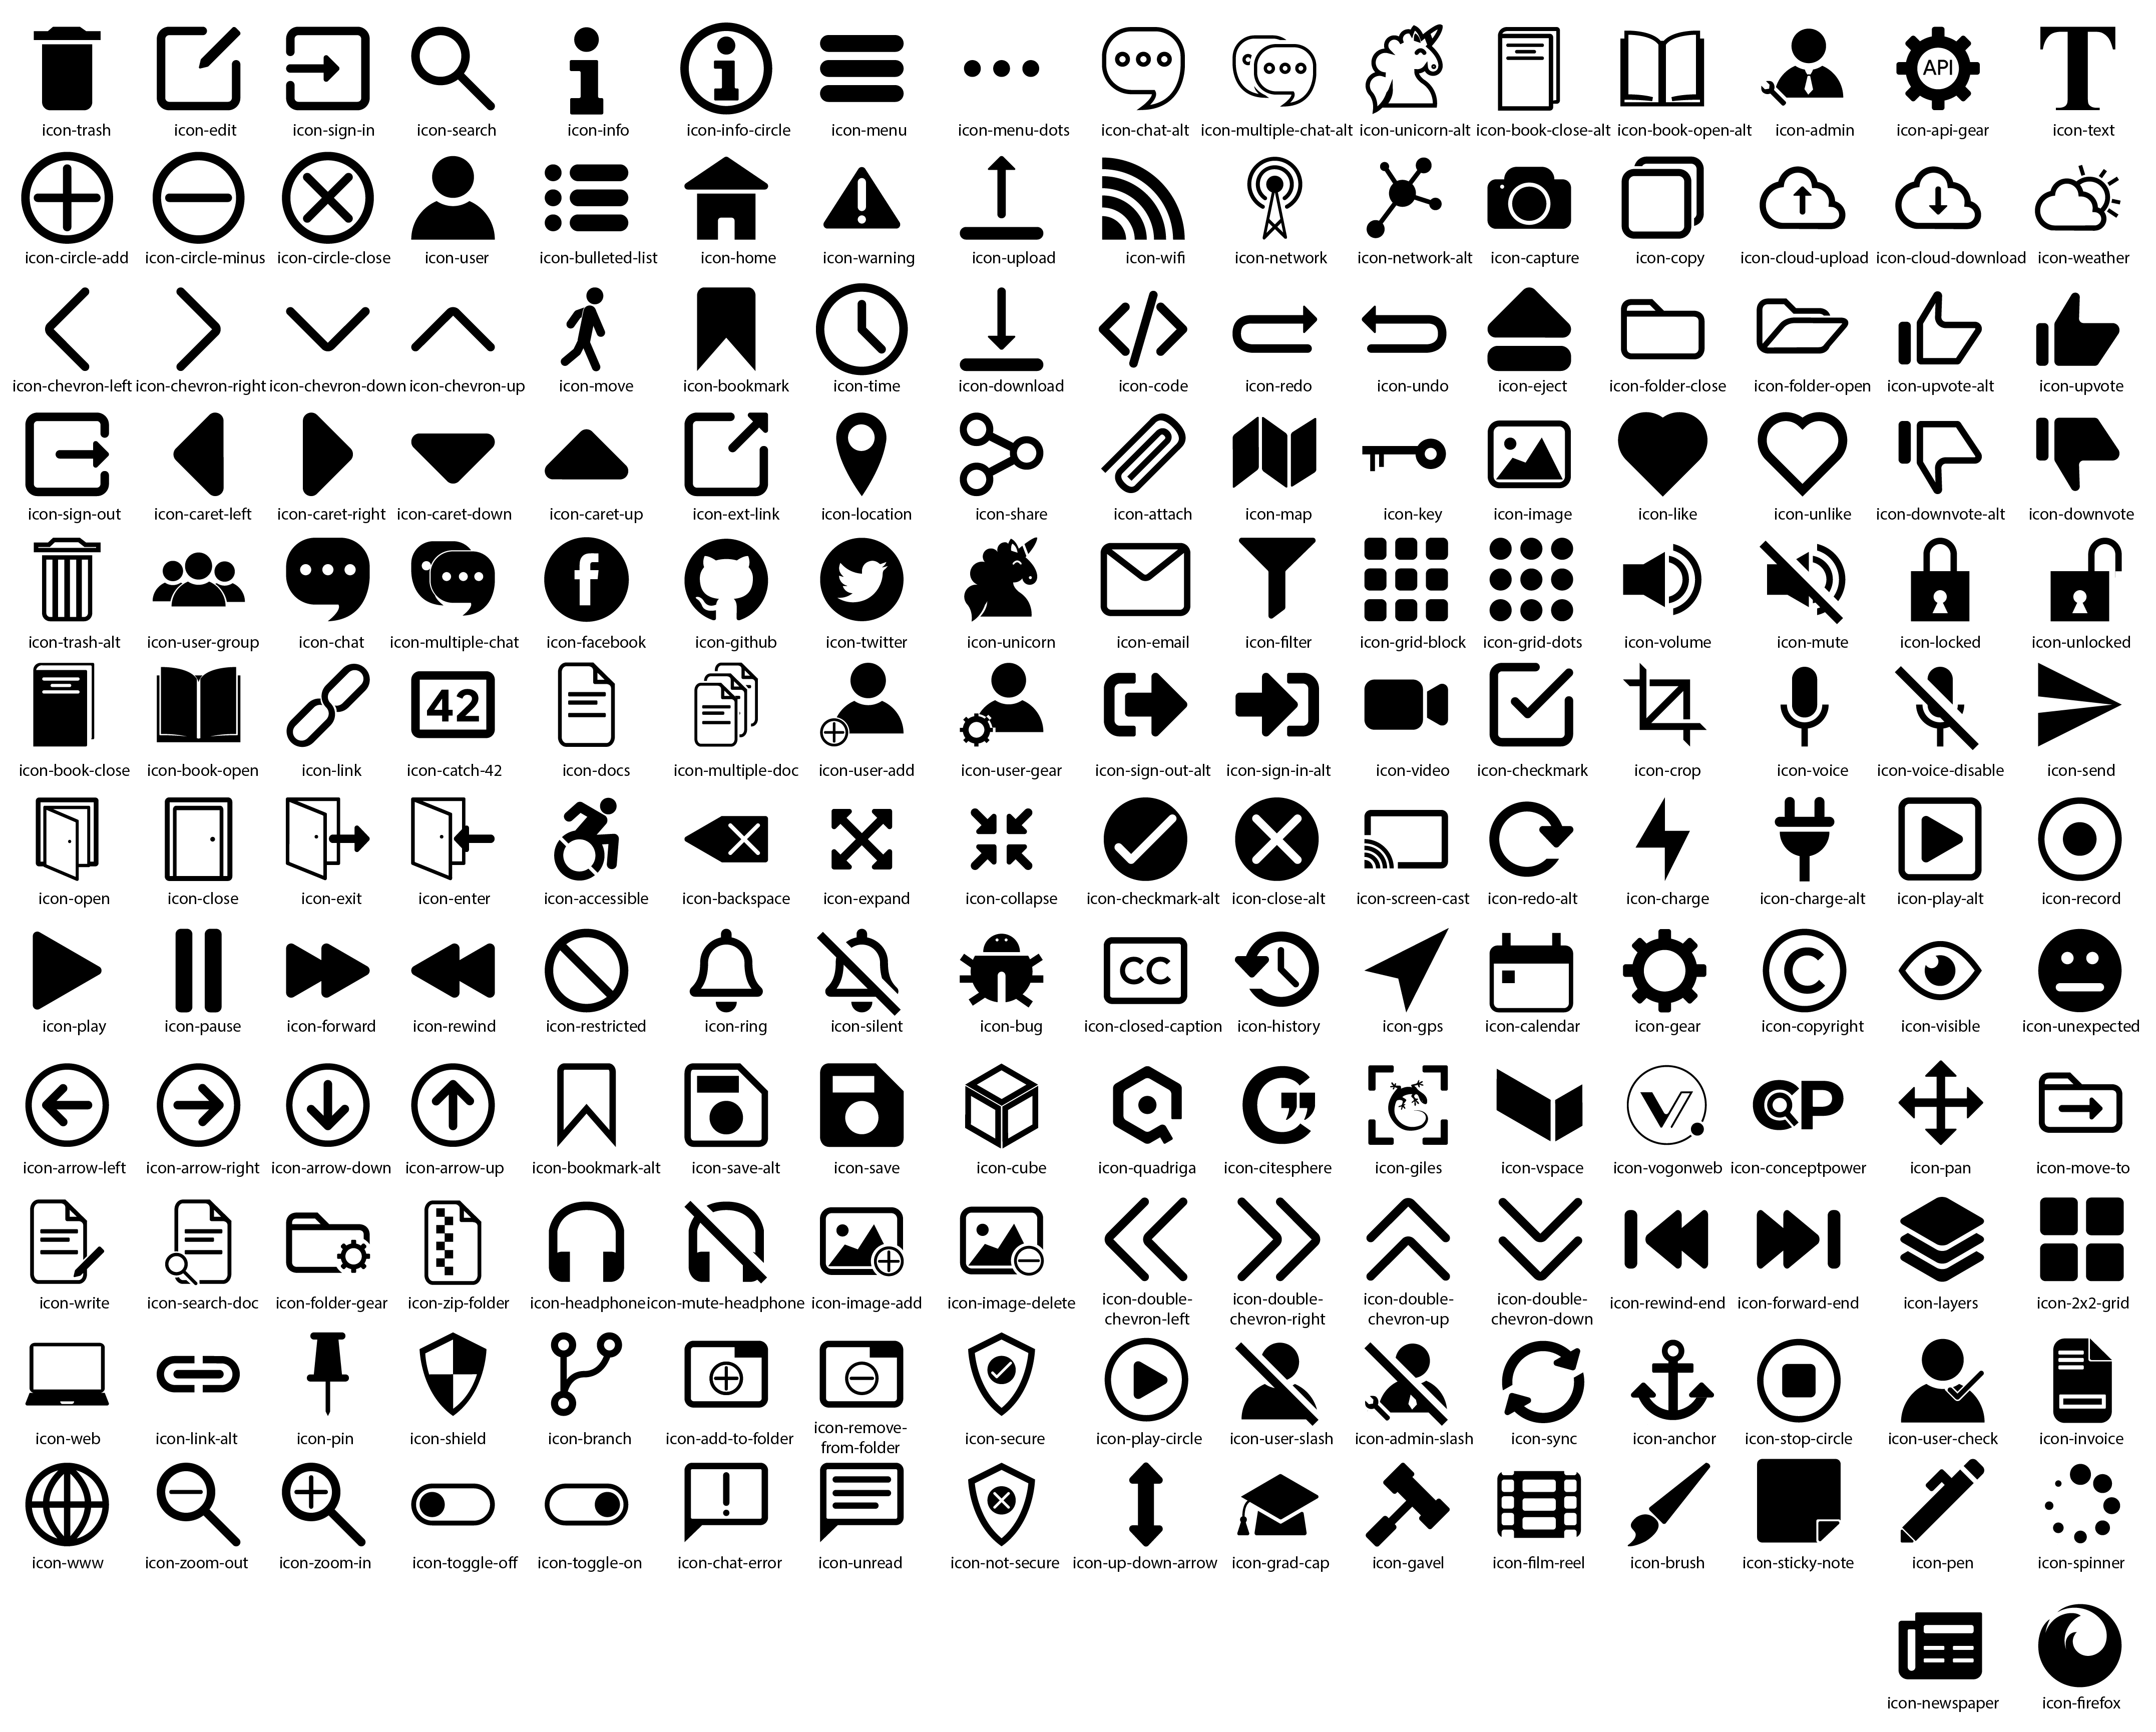 API
icon-trash icon-edit icon-sign-in icon-search icon-info icon-info-circle icon-menu icon-menu-dots icon-chat-alt icon-multiple-chat-alt icon-unicorn-alt icon-book-close-alt icon-book-open-alt icon-admin icon-api-gear icon-text
icon-circle-add icon-circle-minus icon-circle-close icon-user icon-bulleted-list icon-home icon-warning icon-upload icon-wifi icon-network icon-network-alt icon-capture icon-copy icon-cloud-upload icon-cloud-download icon-weather
icon-chevron-left icon-chevron-right icon-chevron-down icon-chevron-up icon-move icon-bookmark icon-time icon-download icon-code icon-redo icon-undo icon-eject icon-folder-close icon-folder-open icon-upvote-alt icon-upvote
icon-sign-out icon-caret-left icon-caret-right icon-caret-down icon-caret-up icon-ext-link icon-location icon-share icon-attach icon-map icon-key icon-image icon-like icon-unlike icon-downvote-alt icon-downvote
icon-trash-alt icon-user-group icon-chat icon-multiple-chat icon-facebook icon-github icon-twitter icon-unicorn icon-email icon-filter icon-grid-block icon-grid-dots icon-volume icon-mute icon-locked icon-unlocked
42
icon-book-close icon-book-open icon-link icon-catch-42 icon-docs icon-multiple-doc icon-user-add icon-user-gear icon-sign-out-alt icon-sign-in-alt icon-video icon-checkmark icon-crop icon-voice icon-voice-disable icon-send
icon-open icon-close icon-exit icon-enter icon-accessible icon-backspace icon-expand icon-collapse icon-checkmark-alt icon-close-alt icon-screen-cast icon-redo-alt icon-charge icon-charge-alt icon-play-alt icon-record
CC
icon-play icon-pause icon-forward icon-rewind icon-restricted icon-ring icon-silent icon-bug icon-closed-caption icon-history icon-gps icon-calendar icon-gear icon-copyright icon-visible icon-unexpected
CP
icon-arrow-left icon-arrow-right icon-arrow-down icon-arrow-up icon-bookmark-alt icon-save-alt icon-save icon-cube icon-quadriga icon-citesphere icon-giles icon-vspace icon-vogonweb icon-conceptpower icon-pan icon-move-to
icon-write icon-search-doc icon-folder-gear icon-zip-folder icon-headphone icon-mute-headphone icon-image-add icon-image-delete icon-double- icon-double- icon-double- icon-double- icon-rewind-end icon-forward-end icon-layers icon-2x2-grid
chevron-left chevron-right chevron-up chevron-down
icon-web icon-link-alt icon-pin icon-shield icon-branch icon-add-to-folder icon-remove- icon-secure icon-play-circle icon-user-slash icon-admin-slash icon-sync icon-anchor icon-stop-circle icon-user-check icon-invoice
from-folder
icon-www icon-zoom-out icon-zoom-in icon-toggle-off icon-toggle-on icon-chat-error icon-unread icon-not-secure icon-up-down-arrow icon-grad-cap icon-gavel icon-film-reel icon-brush icon-sticky-note icon-pen icon-spinner
icon-newspaper icon-firefox